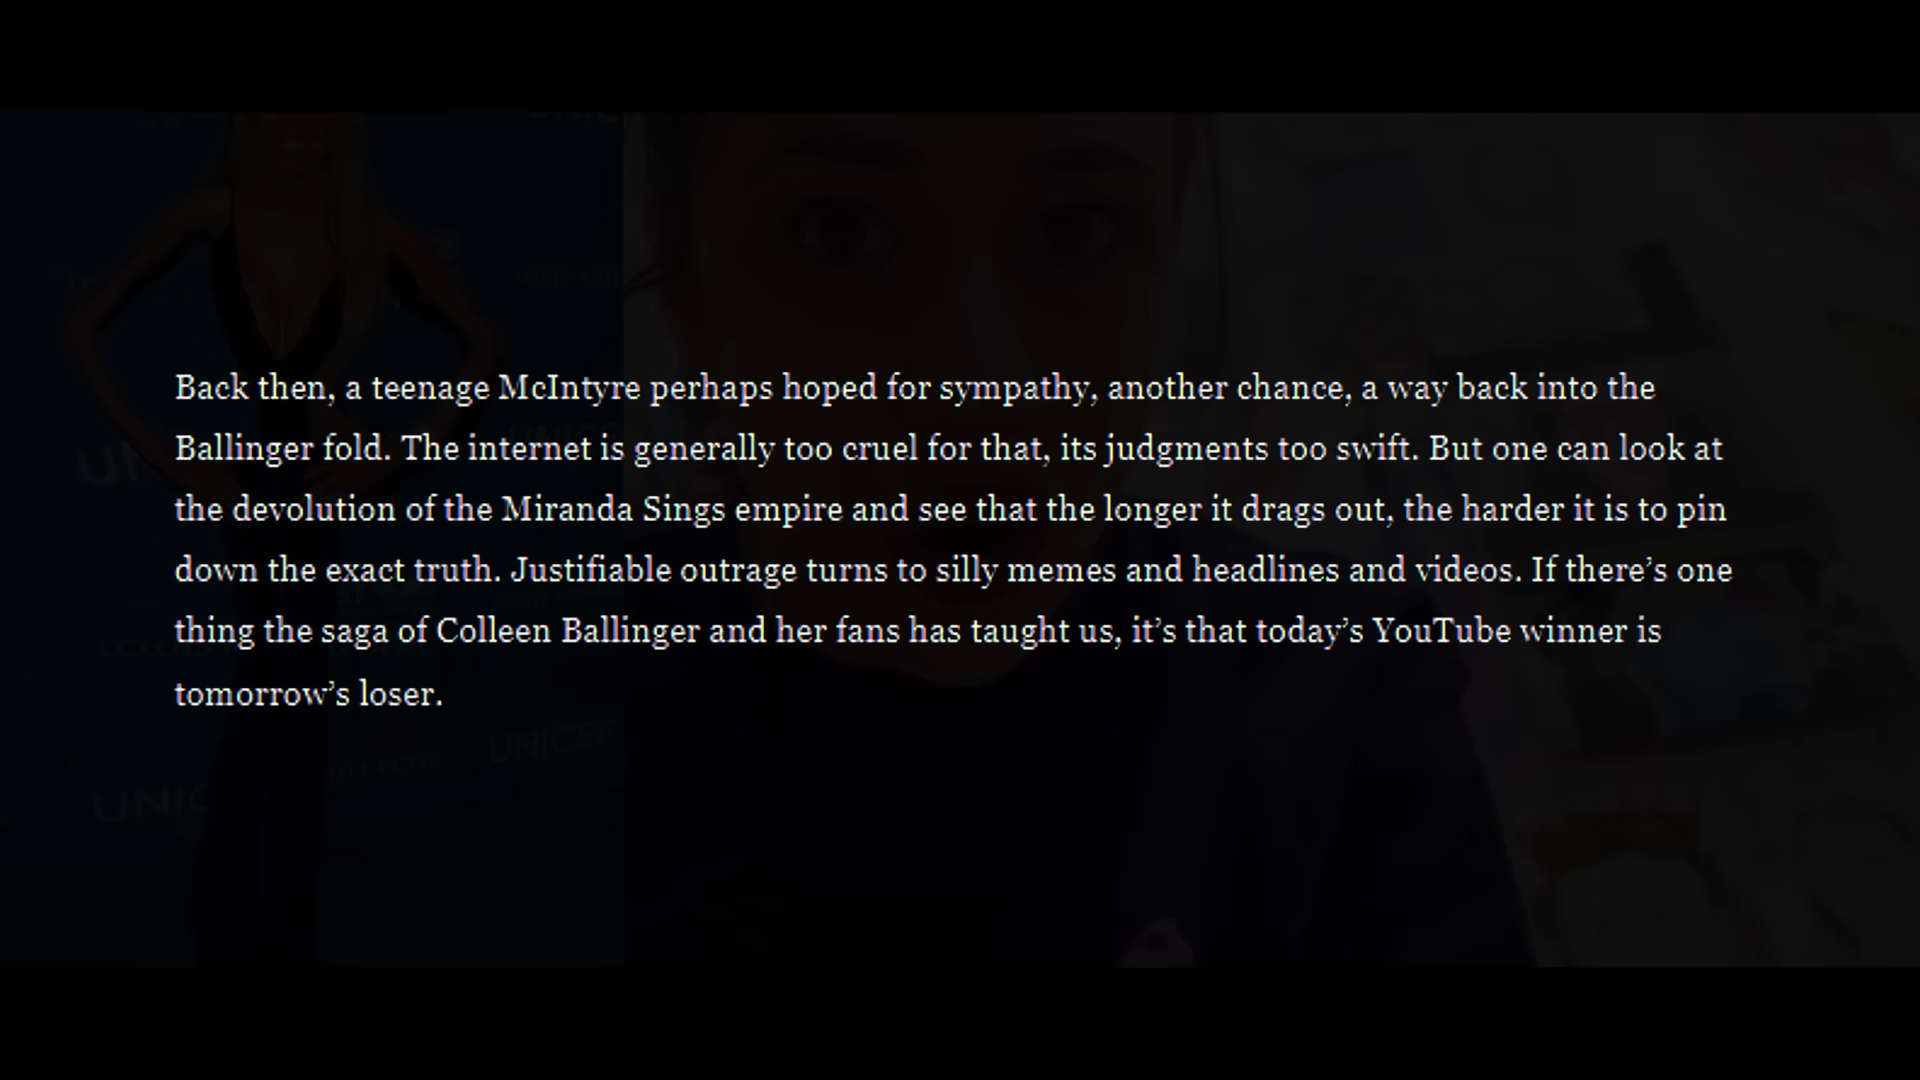 Back then, a teenage McIntyre perhaps hoped for sympathy, another chance, a way back into the
Ballinger fold. The internet is generally too cruel for that, its judgments too swift. But one can look at
the devolution of the Miranda Sings empire and see that the longer it drags out, the harder it is to pin
down the exact truth. Justifiable outrage turns to silly memes and headlines and videos. If there’s one
thing the saga of Colleen Ballinger and her fans has taught us, it’s that today’s YouTube winner is
tomorrow’s loser.
UNICEF